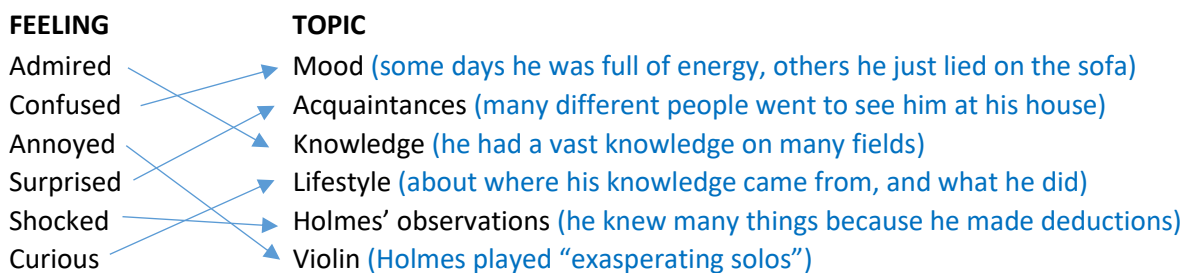 FEELING TOPIC
Admired Mood (some days he was full of energy, others he just lied on the sofa)
Confused Acquaintances (many different people went to see him at his house)
Annoyed Knowledge (he had a vast knowledge on many fields)
Surprised Lifestyle (about where his knowledge came from, and what he did)
Shocked Holmes’ observations (he knew many things because he made deductions)
Curious Violin (Holmes played “exasperating solos”)